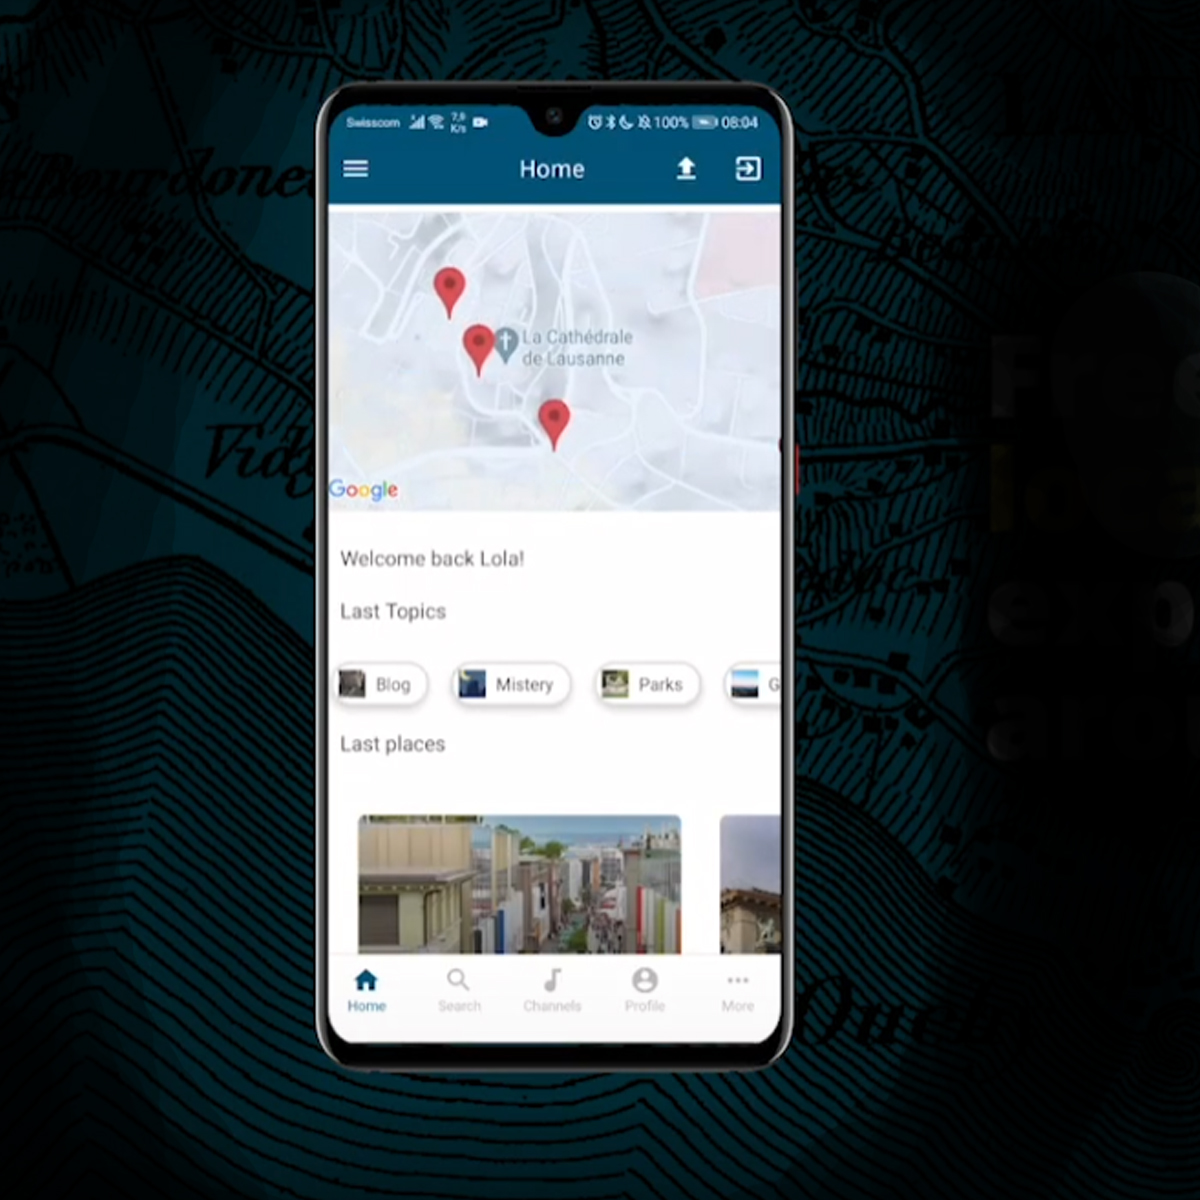 Swisscom
7,8
K/s
100%
08:04
Home
La Cathédrale
de Lausanne
Google
Welcome back Lola!
Last Topics
Blog
Mistery
Parks
G
Last places
Home
Search
Channels
Profile
More